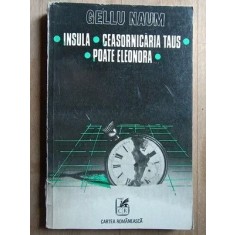 GELLU NAUM
INSULA • CEASORNICĂRIA TAUS
• POATE ELEONORA •
CARTEA ROMÂNEASCĂ